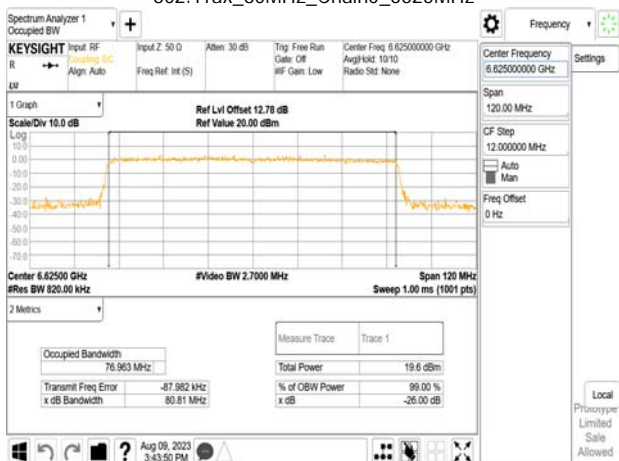 Spectrum Analyzer 1
Occupied BW
Frequency
KEYSIGHT
R
Input: RF
Coupling: DC
Align: Auto
Input Z: 50 Ω
Freq Ref: Int (S)
Atten: 30 dB
Trig: Free Run
Gate: Off
#IF Gain: Low
Center Freq: 6.625000000 GHz
Avg|Hold: 10/10
Radio Std: None
Center Frequency
6.625000000 GHz
Settings
Span
120.00 MHz
CF Step
12.000000 MHz
Auto
Man
Freq Offset
0 Hz
1 Graph
Scale/Div 10.0 dB
Ref Lvl Offset 12.78 dB
Ref Value 20.00 dBm
Log
10.0
0.00
-10.0
-20.0
-30.0
-40.0
-50.0
-60.0
-70.0
Center 6.62500 GHz
#Res BW 820.00 kHz
#Video BW 2.7000 MHz
Span 120 MHz
Sweep 1.00 ms (1001 pts)
2 Metrics
Measure Trace
Trace 1
Occupied Bandwidth
76.963 MHz
Total Power
19.6 dBm
Transmit Freq Error
-87.982 kHz
% of OBW Power
99.00 %
x dB Bandwidth
80.81 MHz
x dB
-26.00 dB
Local
Prototype
Limited
Sale
Allowed
Aug 09, 2023
3:43:50 PM